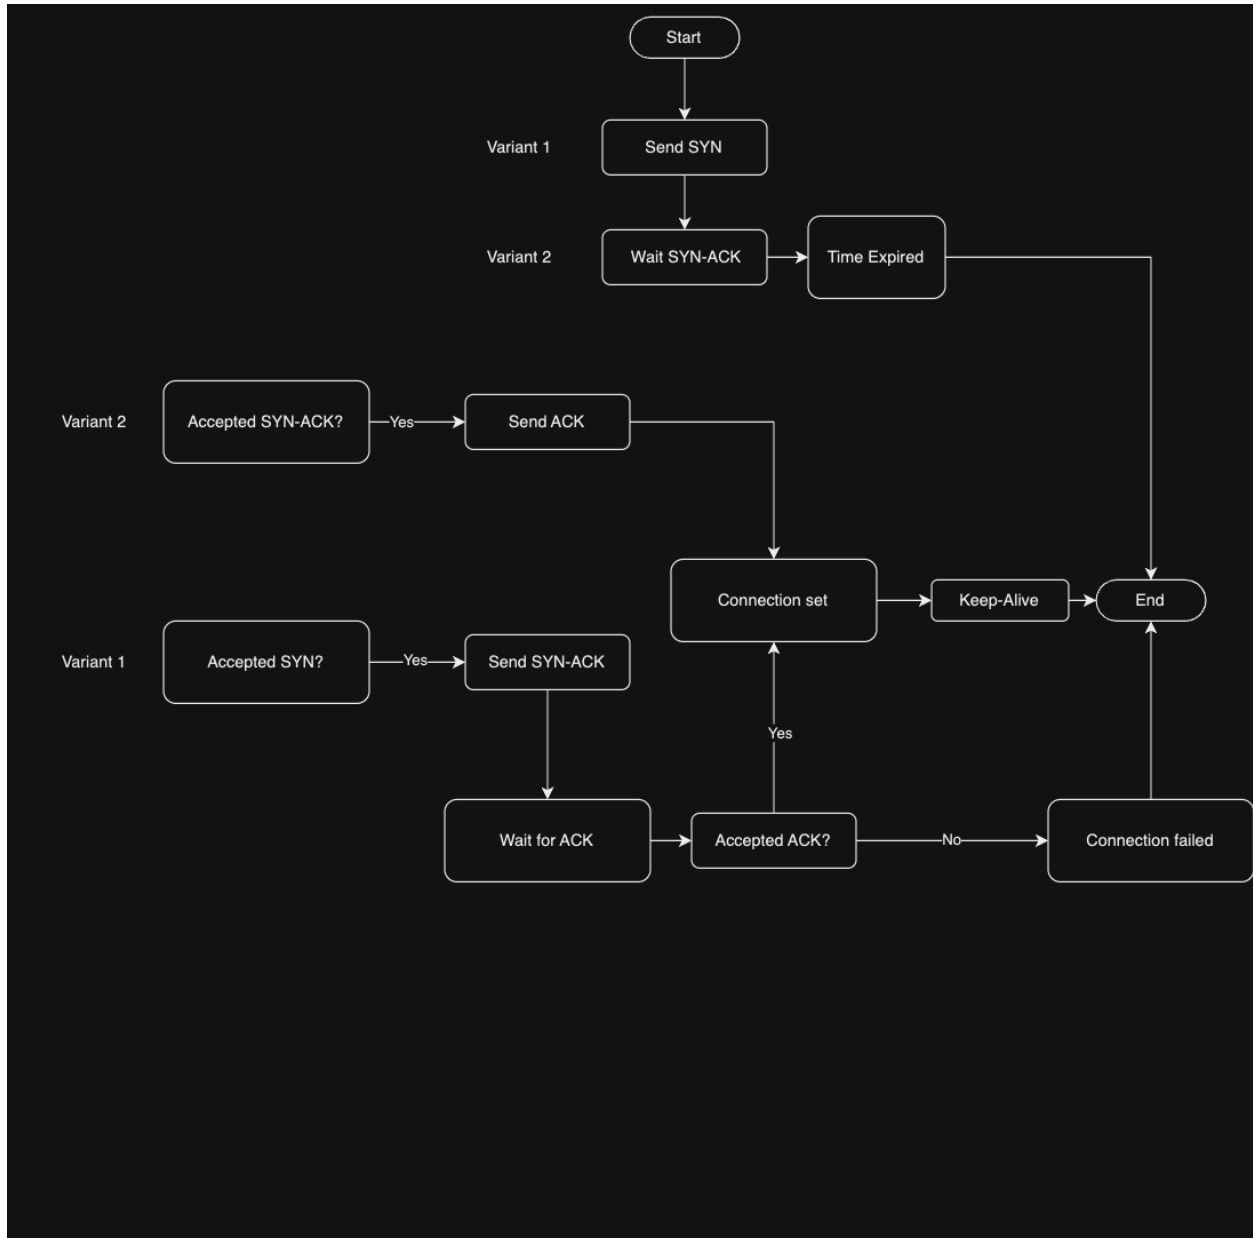 Start
Variant 1
Send SYN
Variant 2
Wait SYN-ACK
Time Expired
Variant 2
Accepted SYN-ACK?
Yes
Send ACK
Connection set
Keep-Alive
End
Variant 1
Accepted SYN?
Yes
Send SYN-ACK
Yes
Wait for ACK
Accepted ACK?
No
Connection failed